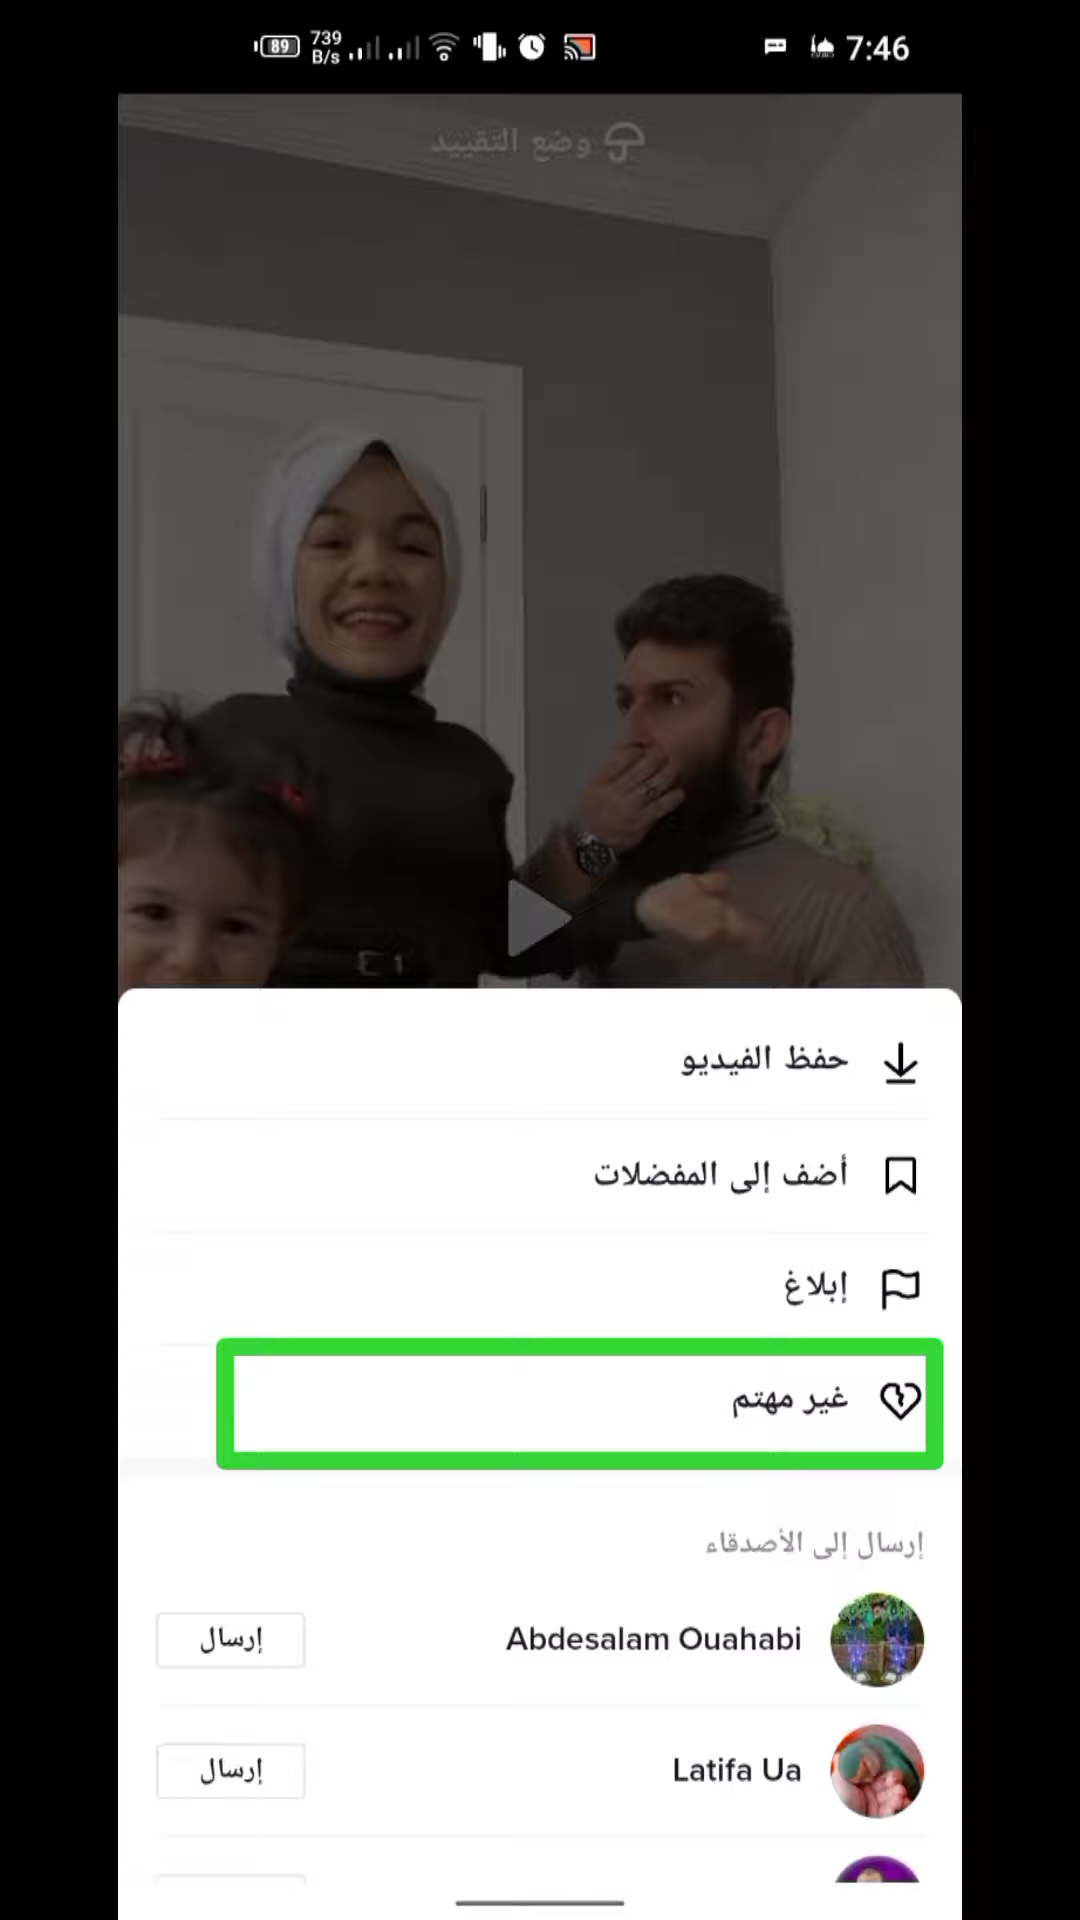 89 739 B/s 7:46
وضع التقييد
حفظ الفيديو
أضف إلى المفضلات
إبلاغ
غير مهتم
إرسال إلى الأصدقاء
Abdesalam Ouahabi إرسال
Latifa Ua إرسال